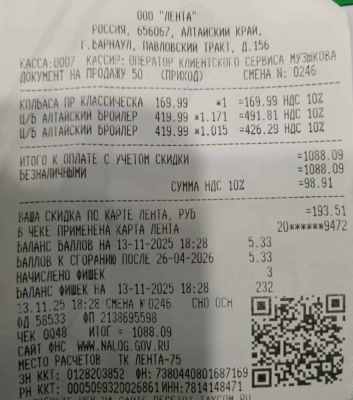 ООО "ЛЕНТА"
РОССИЯ, 656067, АЛТАЙСКИЙ КРАЙ,
Г.БАРНАУЛ, ПАВЛОВСКИЙ ТРАКТ, Д.156
КАССА:0007 КАССИР: ОПЕРАТОР КЛИЕНТСКОГО СЕРВИСА МУЗЫКОВА
ДОКУМЕНТ НА ПРОДАЖУ 50 (ПРИХОД) СМЕНА N: 0246
КОЛБАСА ПР КЛАССИЧЕСКА 169.99 *1 =169.99 НДС 10%
Ц/Б АЛТАЙСКИЙ БРОЙЛЕР 419.99 *1.171 =491.81 НДС 10%
Ц/Б АЛТАЙСКИЙ БРОЙЛЕР 419.99 *1.015 =426.29 НДС 10%
ИТОГО К ОПЛАТЕ С УЧЕТОМ СКИДКИ =1088.09
БЕЗНАЛИЧНЫМИ =1088.09
СУММА НДС 10% =98.91
ВАША СКИДКА ПО КАРТЕ ЛЕНТА, РУБ =193.51
В ЧЕКЕ ПРИМЕНЕНА КАРТА ЛЕНТА 20******9472
БАЛАНС БАЛЛОВ НА 13-11-2025 18:28 5.33
БАЛЛОВ К СГОРАНИЮ ПОСЛЕ 26-04-2026 5.33
НАЧИСЛЕНО ФИШЕК 3
БАЛАНС ФИШЕК НА 13-11-2025 18:28 232
13.11.25 18:28 СМЕНА №0246 СНО ОСН
ФП 2138695598
ЧЕК 0048 ИТОГ = 1088.09
САЙТ ФНС WWW.NALOG.GOV.RU
МЕСТО РАСЧЕТОВ ТК ЛЕНТА-75
ЗН ККТ: 0128203852 ФН: 7380440801687169
РН ККТ: 0005099320026861 ИНН: 7814148471